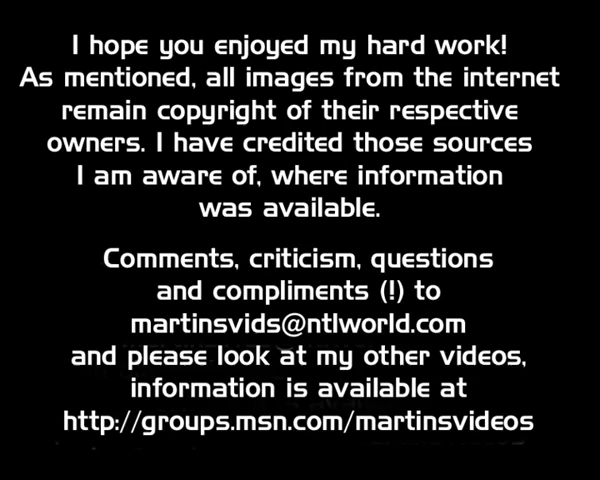 I hope you enjoyed my hard work!
As mentioned, all images from the internet
remain copyright of their respective
owners. I have credited those sources
I am aware of, where information
was available.
Comments, criticism, questions
and compliments (!) to
martinsvids@ntlworld.com
and please look at my other videos,
information is available at
http://groups.msn.com/martinsvideos